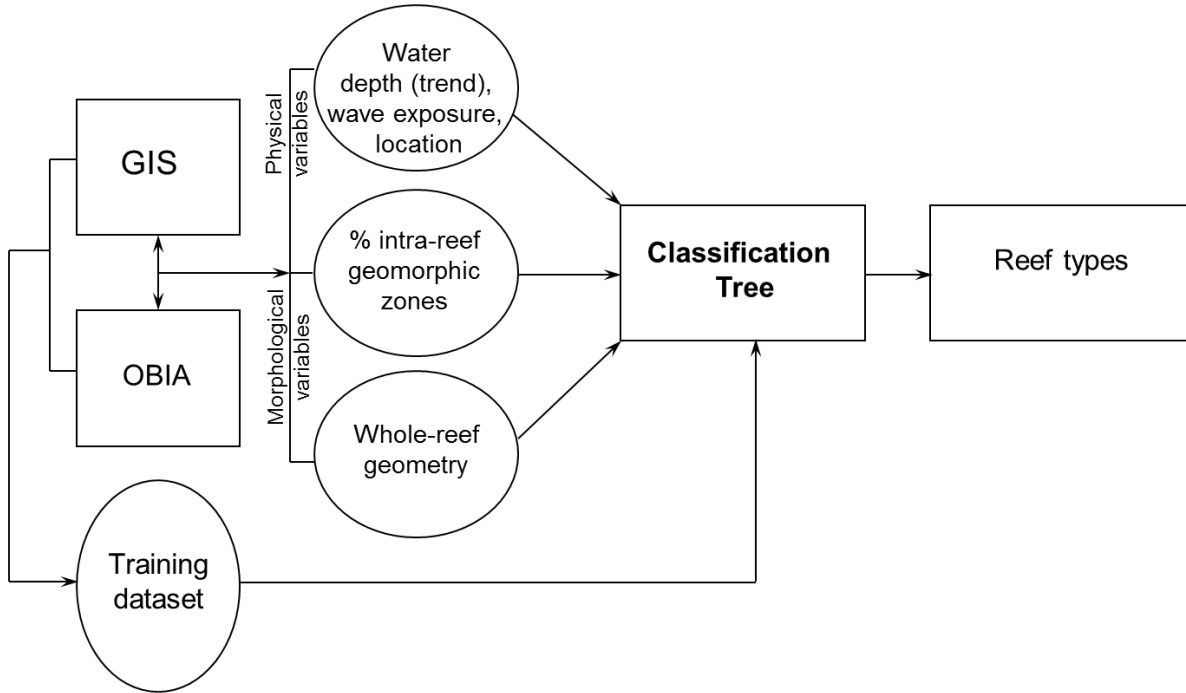 GIS
OBIA
Training
dataset
Physical
variables
Morphological
variables
Water
depth (trend),
wave exposure,
location
% intra-reef
geomorphic
zones
Whole-reef
geometry
Classification
Tree
Reef types